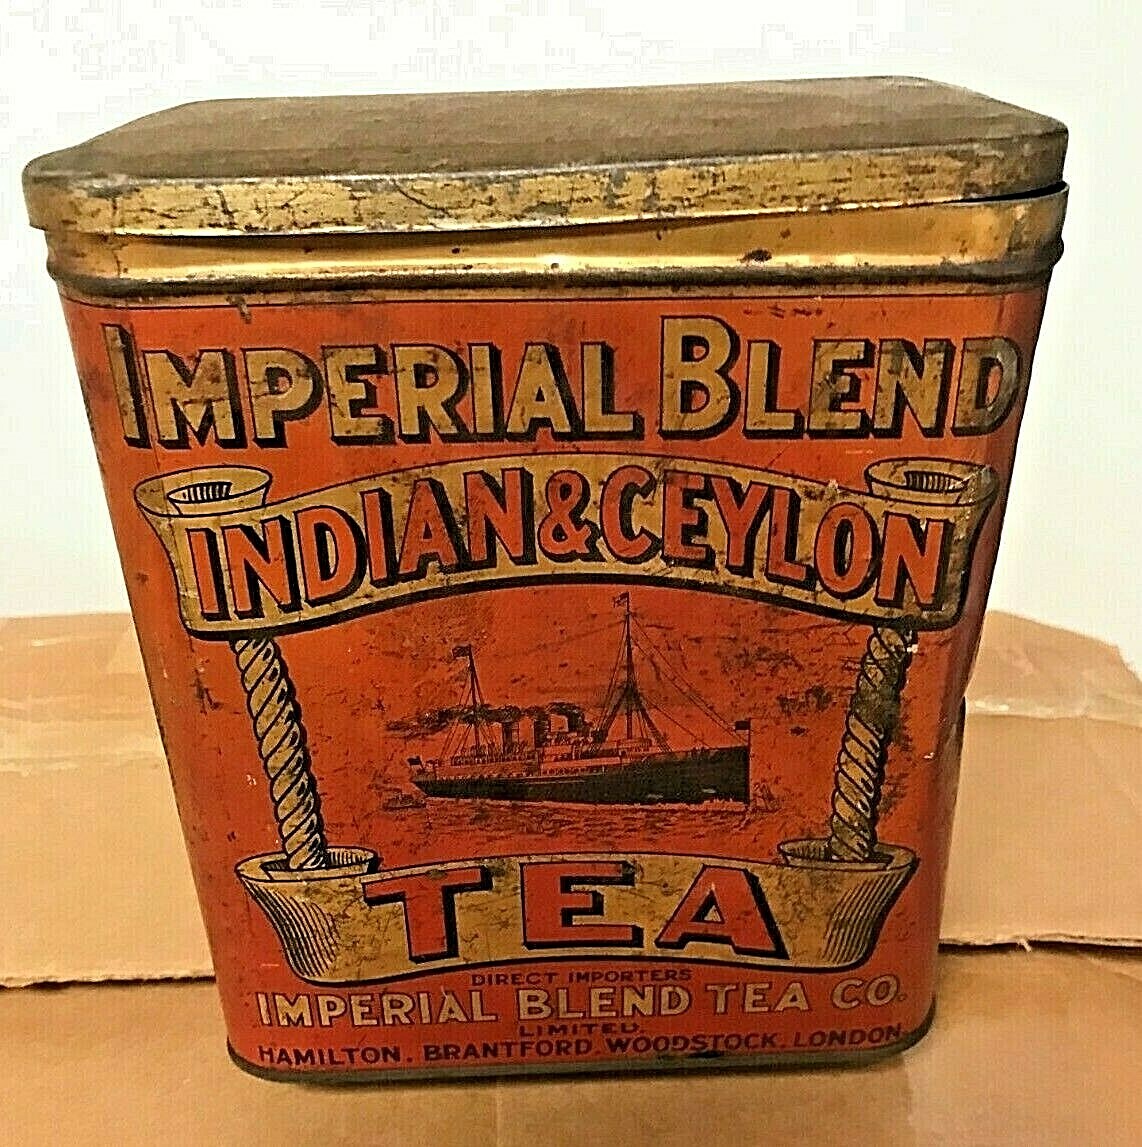 IMPERIAL BLEND
INDIAN & CEYLON
TEA
DIRECT IMPORTERS
IMPERIAL BLEND TEA CO.
LIMITED.
HAMILTON. BRANTFORD. WOODSTOCK. LONDON.